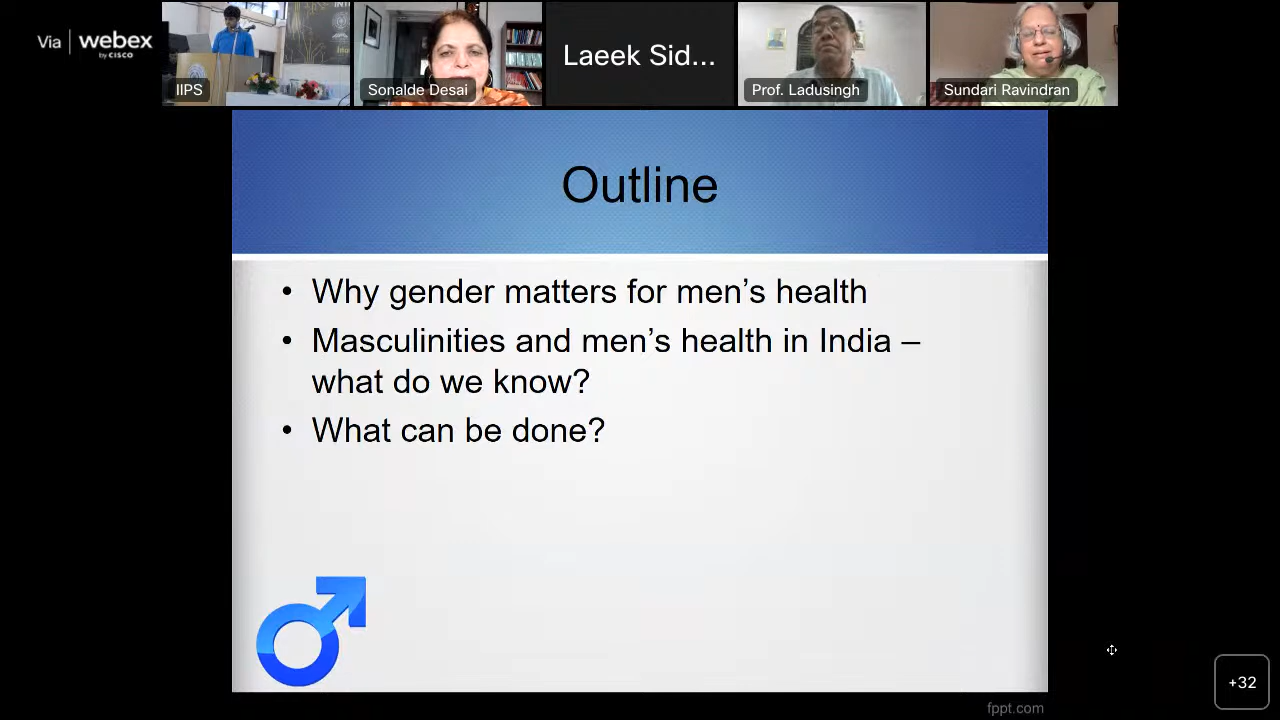 Via | webex
by CISCO
IIPS
Sonalde Desai
Laeek Sid...
Prof. Ladusingh
Sundari Ravindran
Outline
• Why gender matters for men’s health
• Masculinities and men’s health in India –
what do we know?
• What can be done?
+32
fppt.com